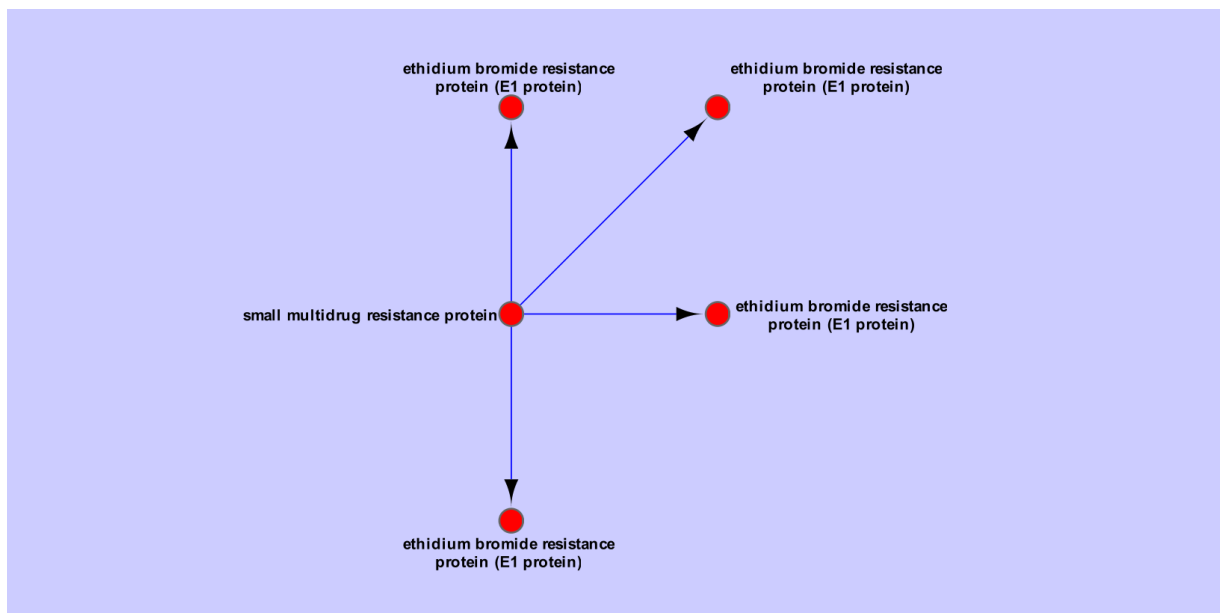 ethidium bromide resistance
protein (E1 protein)
ethidium bromide resistance
protein (E1 protein)
small multidrug resistance protein
ethidium bromide resistance
protein (E1 protein)
ethidium bromide resistance
protein (E1 protein)